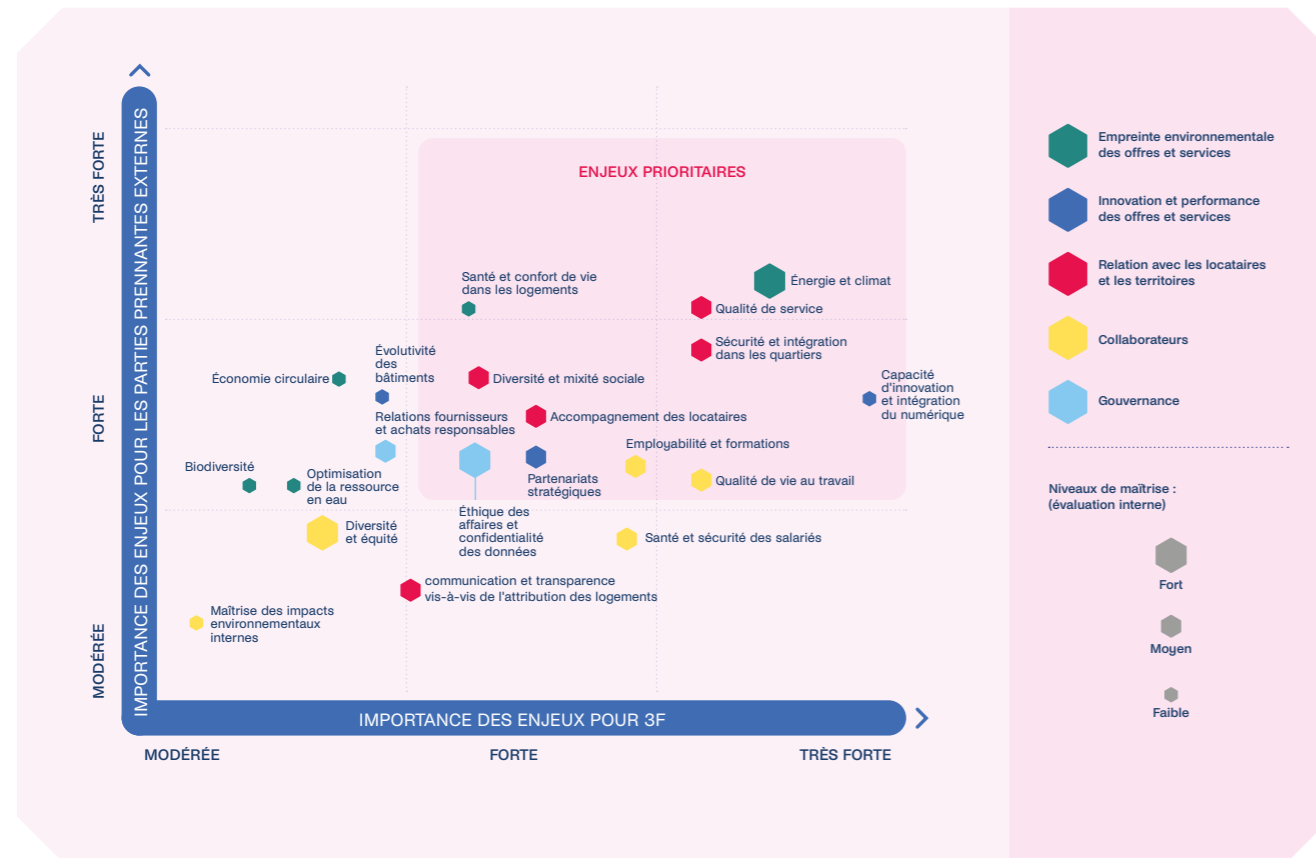 IMPORTANCE DES ENJEUX POUR LES PARTIES PRENNANTES EXTERNES
TRÈS FORTE
FORTE
MODÉRÉE
ENJEUX PRIORITAIRES
Santé et confort de vie
dans les logements
Énergie et climat
Qualité de service
Sécurité et intégration
dans les quartiers
Évolutivité
des
bâtiments
Économie circulaire
Diversité et mixité sociale
Capacité
d'innovation
et intégration
du numérique
Relations fournisseurs
et achats responsables
Accompagnement des locataires
Employabilité et formations
Biodiversité
Optimisation
de la ressource
en eau
Partenariats
stratégiques
Qualité de vie au travail
Éthique des
affaires et
confidentialité
des données
Diversité
et équité
Santé et sécurité des salariés
communication et transparence
vis-à-vis de l'attribution des logements
Maîtrise des impacts
environnementaux
internes
IMPORTANCE DES ENJEUX POUR 3F
MODÉRÉE
FORTE
TRÈS FORTE
Empreinte environnementale
des offres et services
Innovation et performance
des offres et services
Relation avec les locataires
et les territoires
Collaborateurs
Gouvernance
Niveaux de maîtrise :
(évaluation interne)
Fort
Moyen
Faible